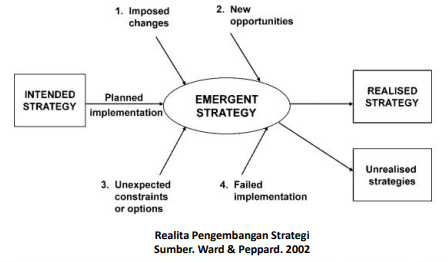 1. Imposed
changes
2. New
opportunities
INTENDED
STRATEGY
Planned
implementation
EMERGENT
STRATEGY
REALISED
STRATEGY
Unrealised
strategies
3. Unexpected
constraints
or options
4. Failed
implementation
Realita Pengembangan Strategi
Sumber. Ward & Peppard. 2002